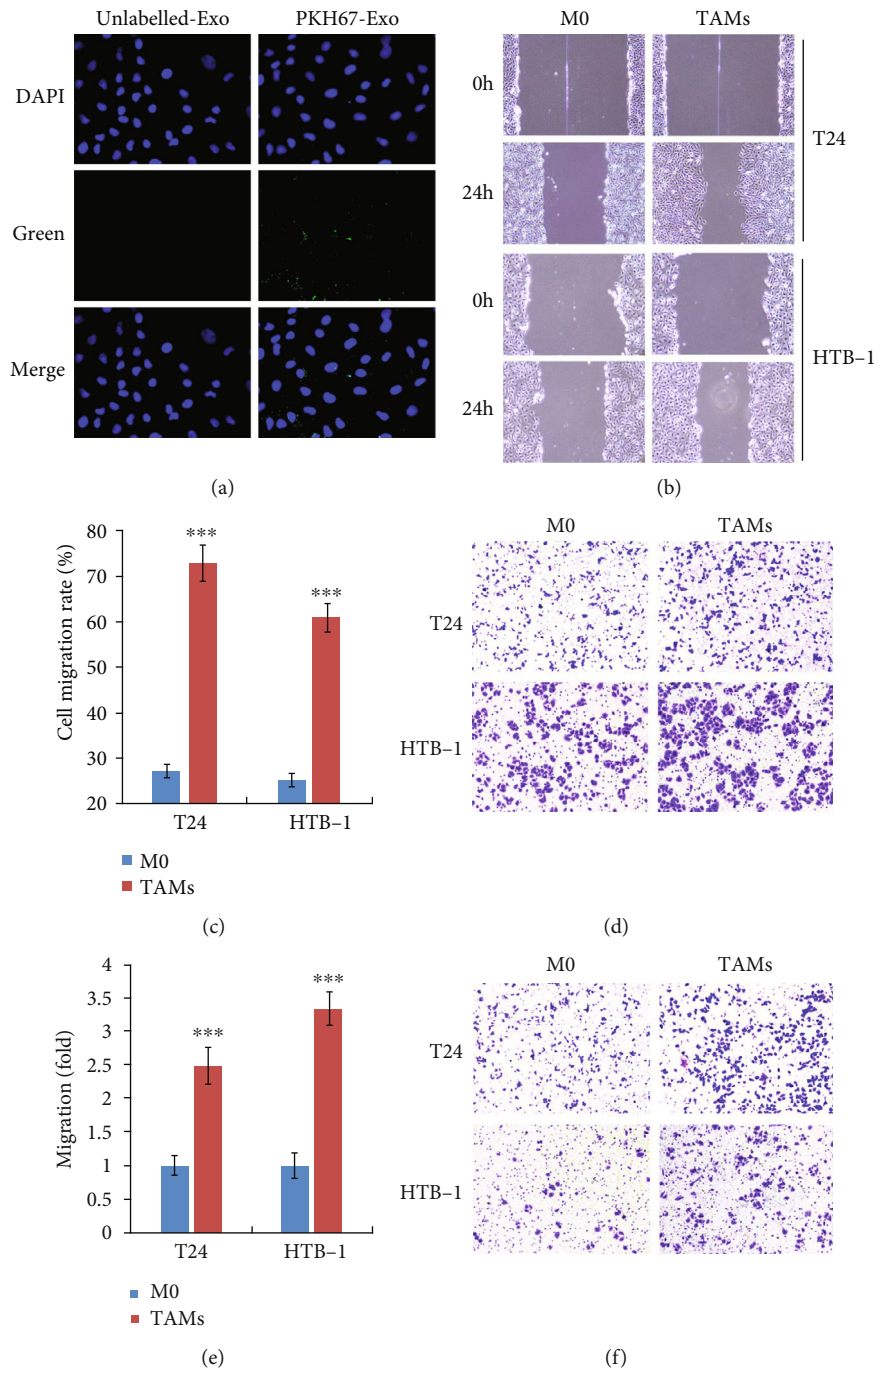 Unlabelled-Exo PKH67-Exo
DAPI
Green
Merge
(a)
M0 TAMs
0h
24h
T24
0h
24h
HTB–1
(b)
Cell migration rate (%)
80
70
60
50
40
30
20
***
***
T24 HTB–1
M0
TAMs
(c)
M0 TAMs
T24
HTB–1
(d)
Migration (fold)
4
3.5
3
2.5
2
1.5
1
0.5
0
***
***
T24 HTB–1
M0
TAMs
(e)
M0 TAMs
T24
HTB–1
(f)